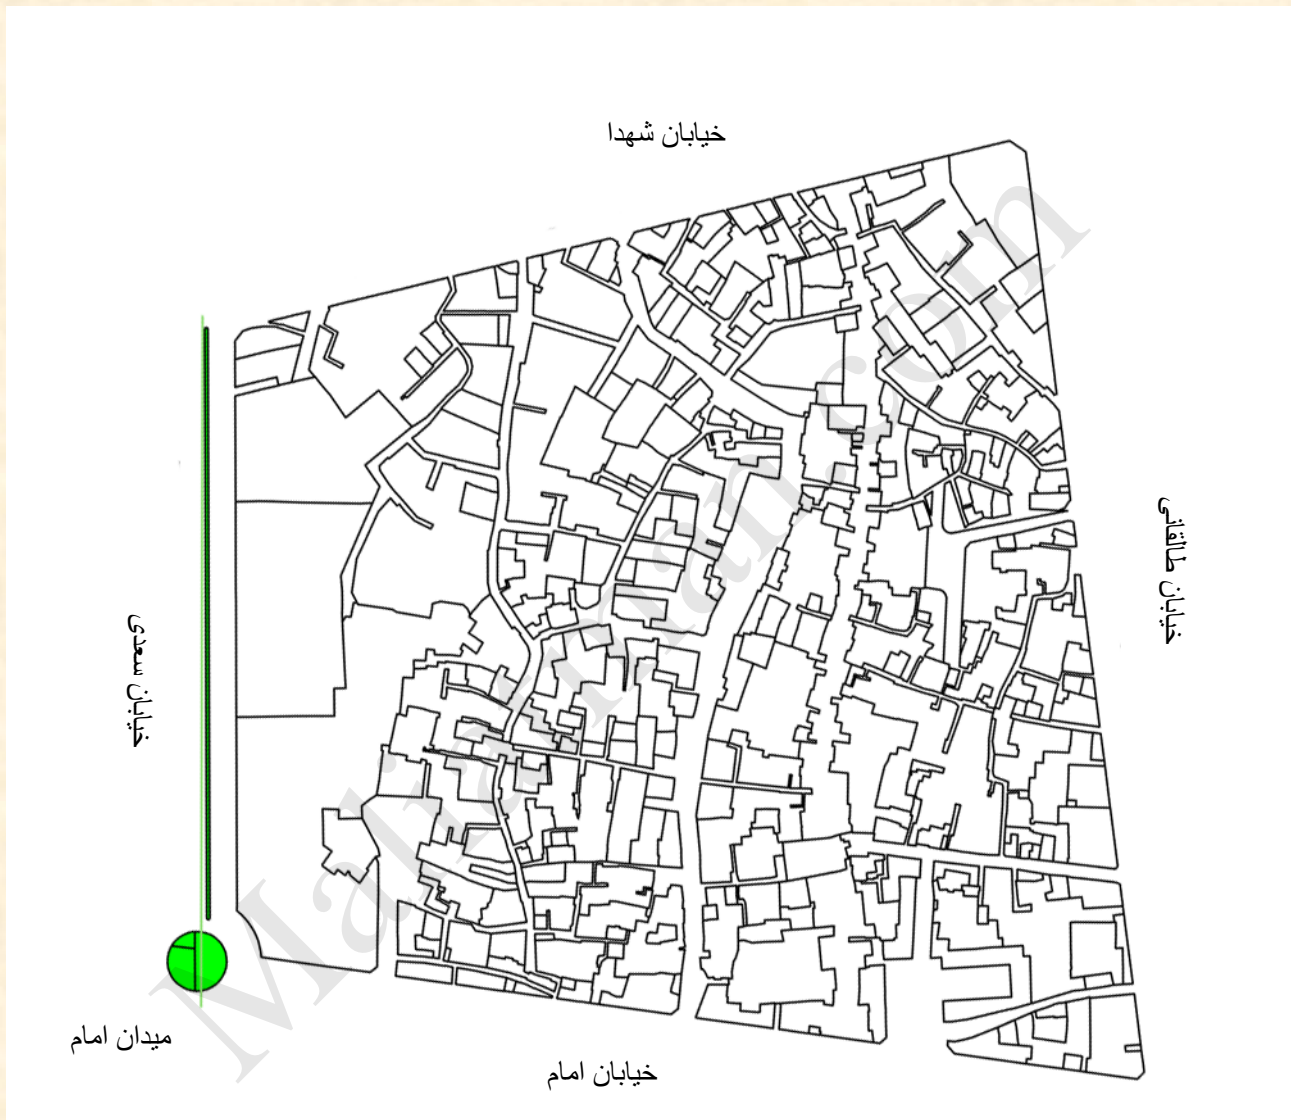 خیابان شهدا
خیابان طالقانی
خیابان سعدی
میدان امام
خیابان امام